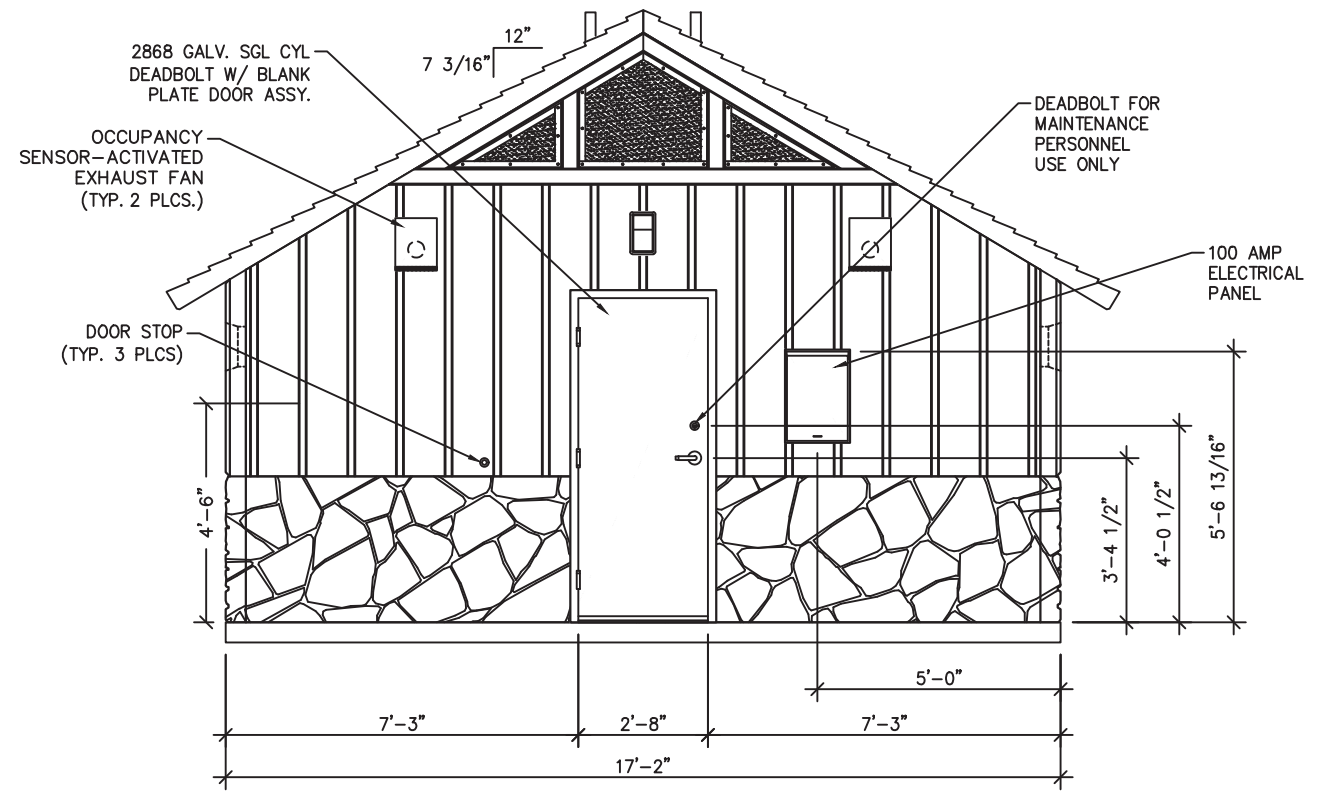 12"
7 3/16"
2868 GALV. SGL CYL
DEADBOLT W/ BLANK
PLATE DOOR ASSY.
OCCUPANCY
SENSOR-ACTIVATED
EXHAUST FAN
(TYP. 2 PLCS.)
DOOR STOP
(TYP. 3 PLCS)
DEADBOLT FOR
MAINTENANCE
PERSONNEL
USE ONLY
100 AMP
ELECTRICAL
PANEL
4'-6"
3'-4 1/2"
4'-0 1/2"
5'-6 13/16"
5'-0"
7'-3"
2'-8"
7'-3"
17'-2"